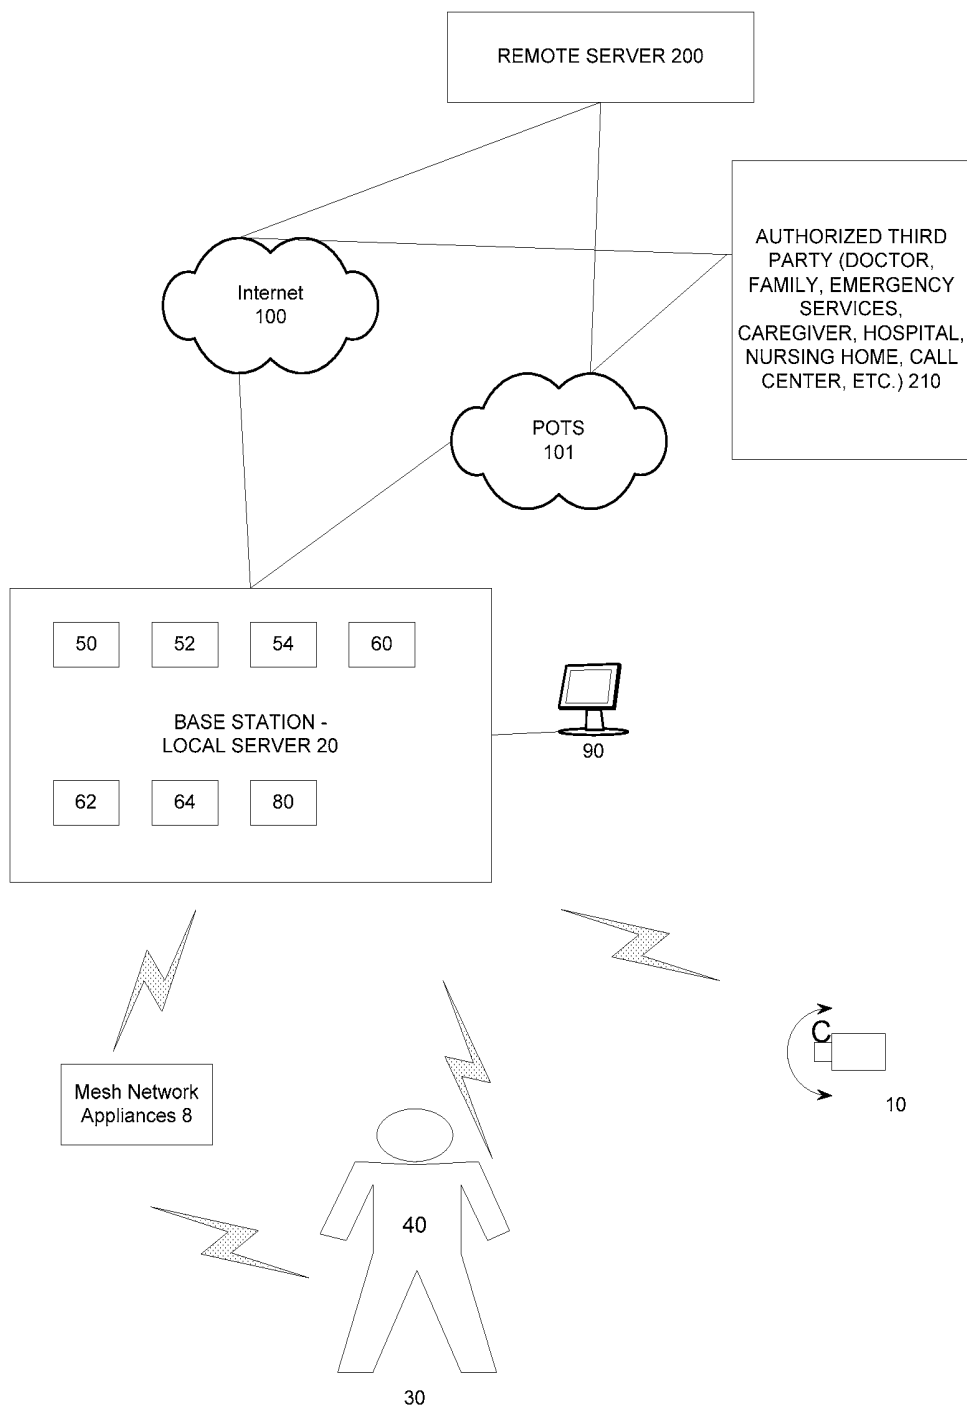 REMOTE SERVER 200
AUTHORIZED THIRD
PARTY (DOCTOR,
FAMILY, EMERGENCY
SERVICES,
CAREGIVER, HOSPITAL,
NURSING HOME, CALL
CENTER, ETC.) 210
Internet
100
POTS
101
50
52
54
60
BASE STATION -
LOCAL SERVER 20
90
62
64
80
C
10
Mesh Network
Appliances 8
40
30